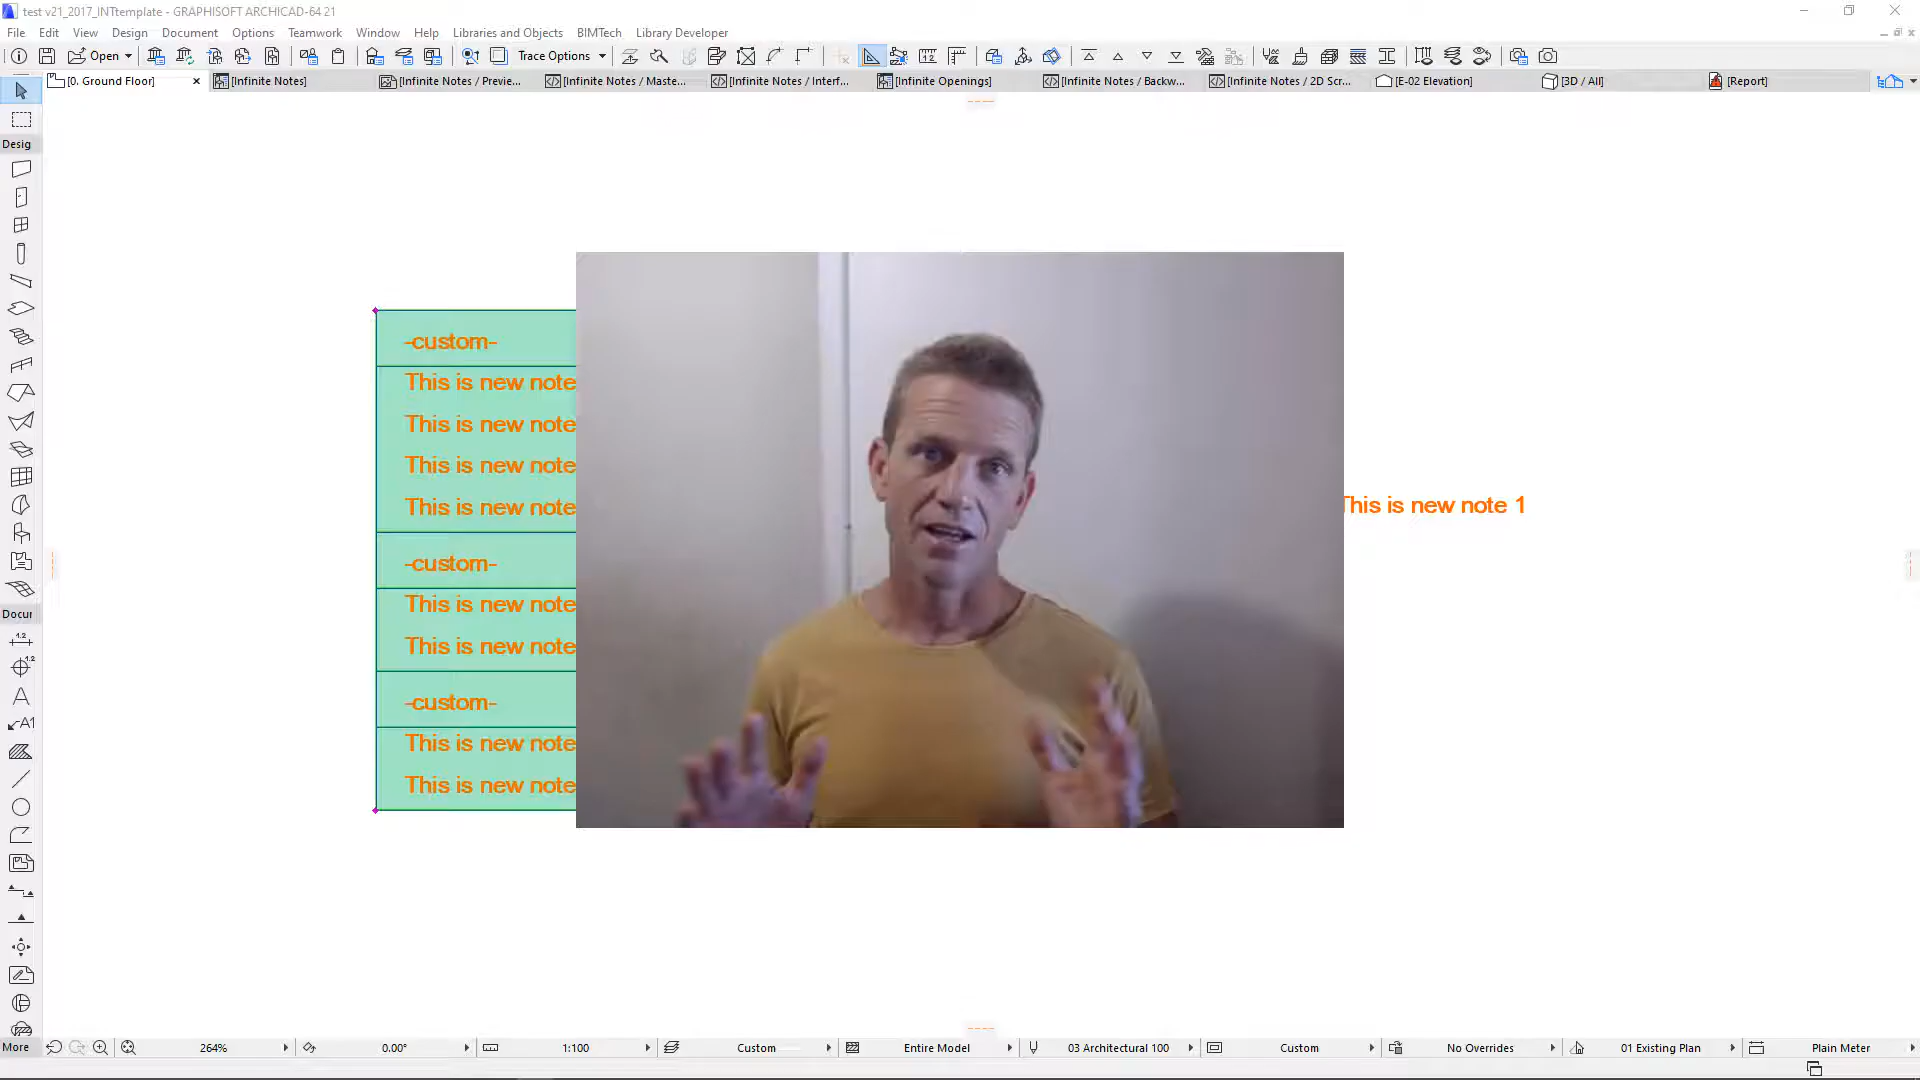 test v21_2017_INTtemplate - GRAPHISOFT ARCHICAD-64 21
File Edit View Design Document Options Teamwork Window Help Libraries and Objects BIMTech Library Developer
Open Trace Options
[0. Ground Floor] [Infinite Notes] [Infinite Notes / Previe... [Infinite Notes / Maste... [Infinite Notes / Interf... [Infinite Openings] [Infinite Notes / Backw... [Infinite Notes / 2D Scr... [E-02 Elevation] [3D / All] [Report]
Desig
-custom-
This is new note
This is new note
This is new note
This is new note
This is new note 1
-custom-
This is new note
Docur
This is new note
-custom-
This is new note
This is new note
More 264% 0.00° 1:100 Custom Entire Model 03 Architectural 100 Custom No Overrides 01 Existing Plan Plain Meter